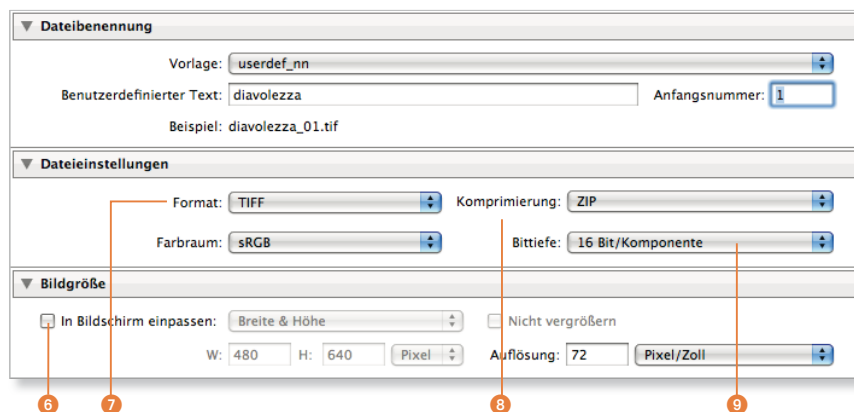 Dateibenennung
Vorlage: userdef_nn
Benutzerdefinierter Text: diavolezza Anfangsnummer: 1
Beispiel: diavolezza_01.tif
Dateieinstellungen
Format: TIFF Komprimierung: ZIP
Farbraum: sRGB Bittiefe: 16 Bit/Komponente
Bildgröße
In Bildschirm einpassen: Breite & Höhe Nicht vergrößern
W: 480 H: 640 Pixel Auflösung: 72 Pixel/Zoll
6 7 8 9